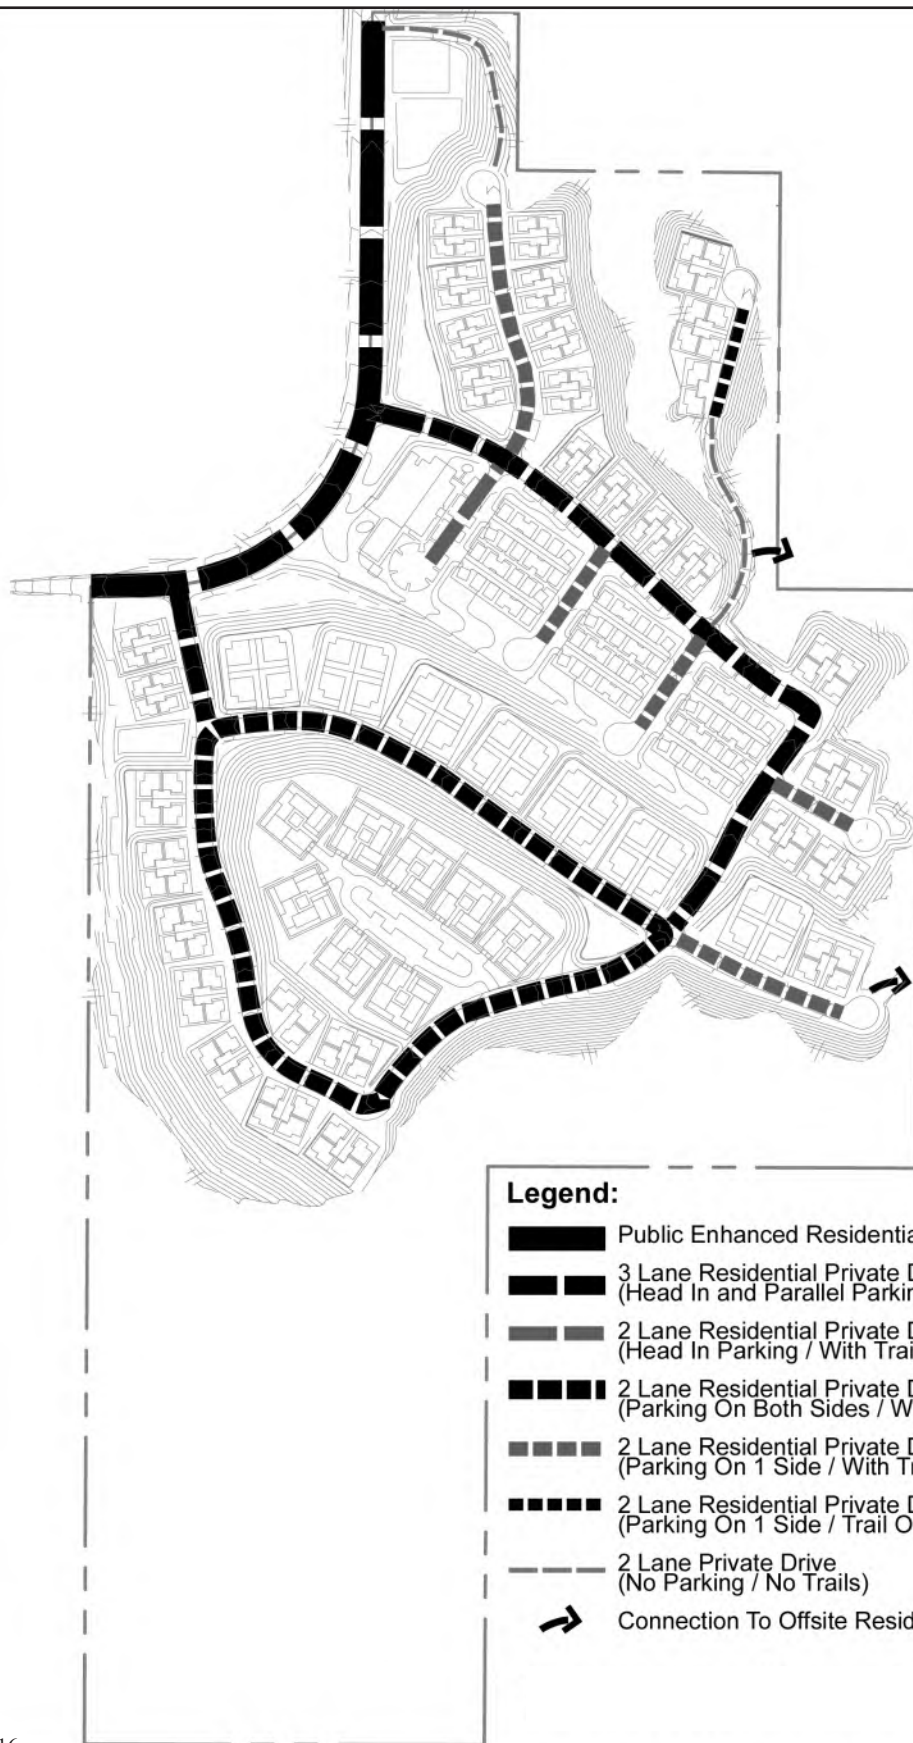 Legend:
Public Enhanced Residentia
3 Lane Residential Private D
(Head In and Parallel Parkin
2 Lane Residential Private D
(Head In Parking / With Trai
2 Lane Residential Private D
(Parking On Both Sides / W
2 Lane Residential Private D
(Parking On 1 Side / With Tr
2 Lane Residential Private D
(Parking On 1 Side / Trail O
2 Lane Private Drive
(No Parking / No Trails)
Connection To Offsite Resid